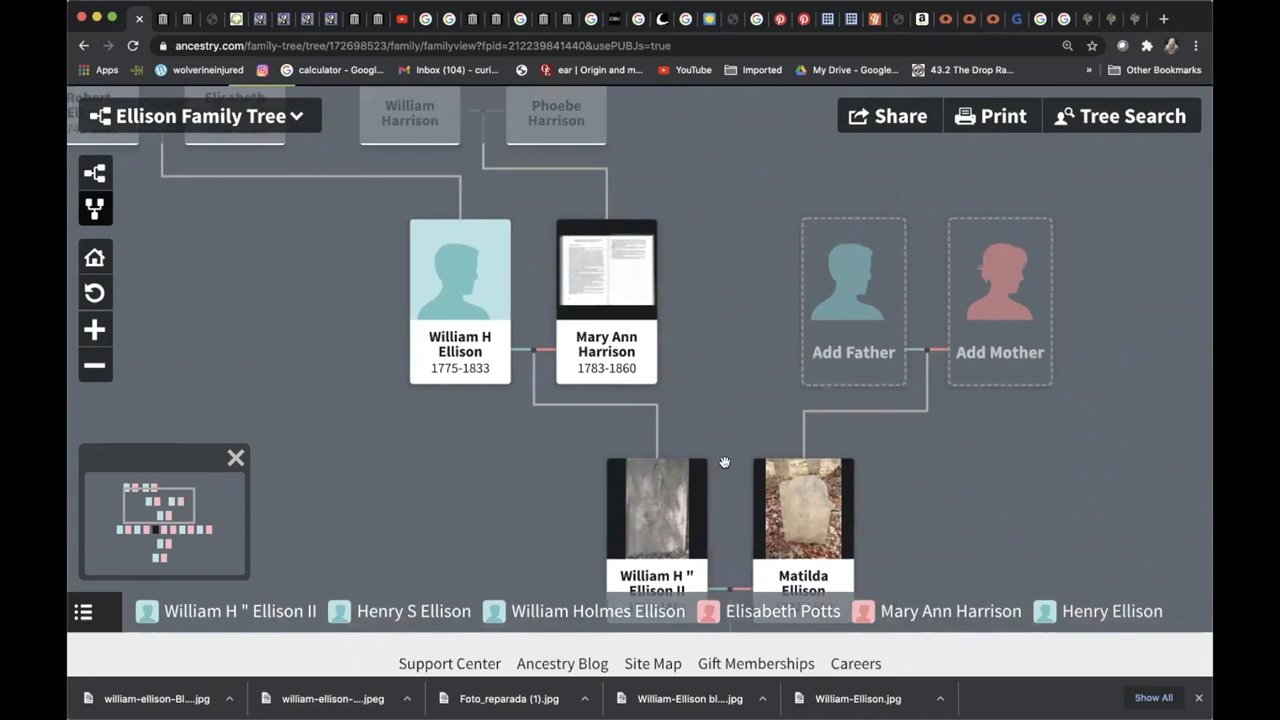 ancestry.com/family-tree/tree/172698523/family/familyview?fpid=212239841440&usePUBJs=true
Apps
wolverineinjured
calculator - Googl...
Inbox (104) - curi...
ear | Origin and m...
YouTube
Imported
My Drive - Google...
43.2 The Drop Ra...
»
Other Bookmarks
Ellison Family Tree
William
Harrison
Phoebe
Harrison
Share
Print
Tree Search
William H
Ellison
1775-1833
Mary Ann
Harrison
1783-1860
Add Father
Add Mother
William H "
Ellison II
Matilda
Ellison
William H " Ellison II
Henry S Ellison
William Holmes Ellison
Elisabeth Potts
Mary Ann Harrison
Henry Ellison
Support Center
Ancestry Blog
Site Map
Gift Memberships
Careers
william-ellison-Bl....jpg
william-ellison-....jpeg
Foto_reparada (1).jpg
William-Ellison bl....jpg
William-Ellison.jpg
Show All